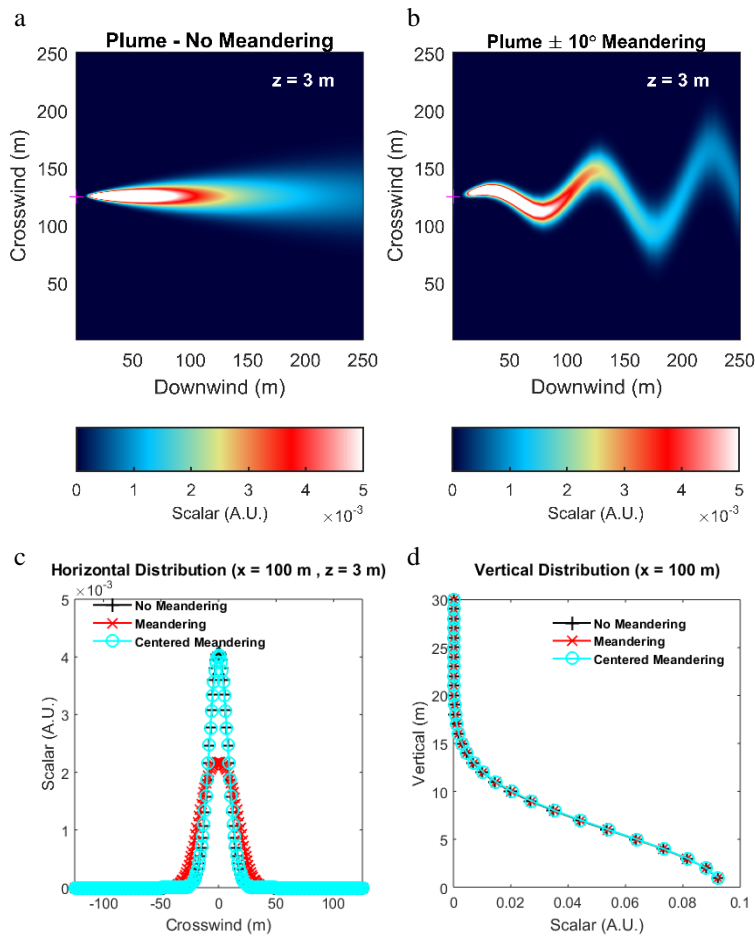 a
Plume - No Meandering
z = 3 m
250
200
150
100
50
Crosswind (m)
50 100 150 200 250
Downwind (m)
0 1 2 3 4 5
Scalar (A.U.) ×10⁻³
b
Plume ± 10° Meandering
z = 3 m
250
200
150
100
50
Crosswind (m)
50 100 150 200 250
Downwind (m)
0 1 2 3 4 5
Scalar (A.U.) ×10⁻³
c
Horizontal Distribution (x = 100 m , z = 3 m)
×10⁻³
5
4
3
2
1
0
Scalar (A.U.)
No Meandering
Meandering
Centered Meandering
-100 -50 0 50 100
Crosswind (m)
d
Vertical Distribution (x = 100 m)
30
25
20
15
10
5
0
Vertical (m)
No Meandering
Meandering
Centered Meandering
0 0.02 0.04 0.06 0.08 0.1
Scalar (A.U.)